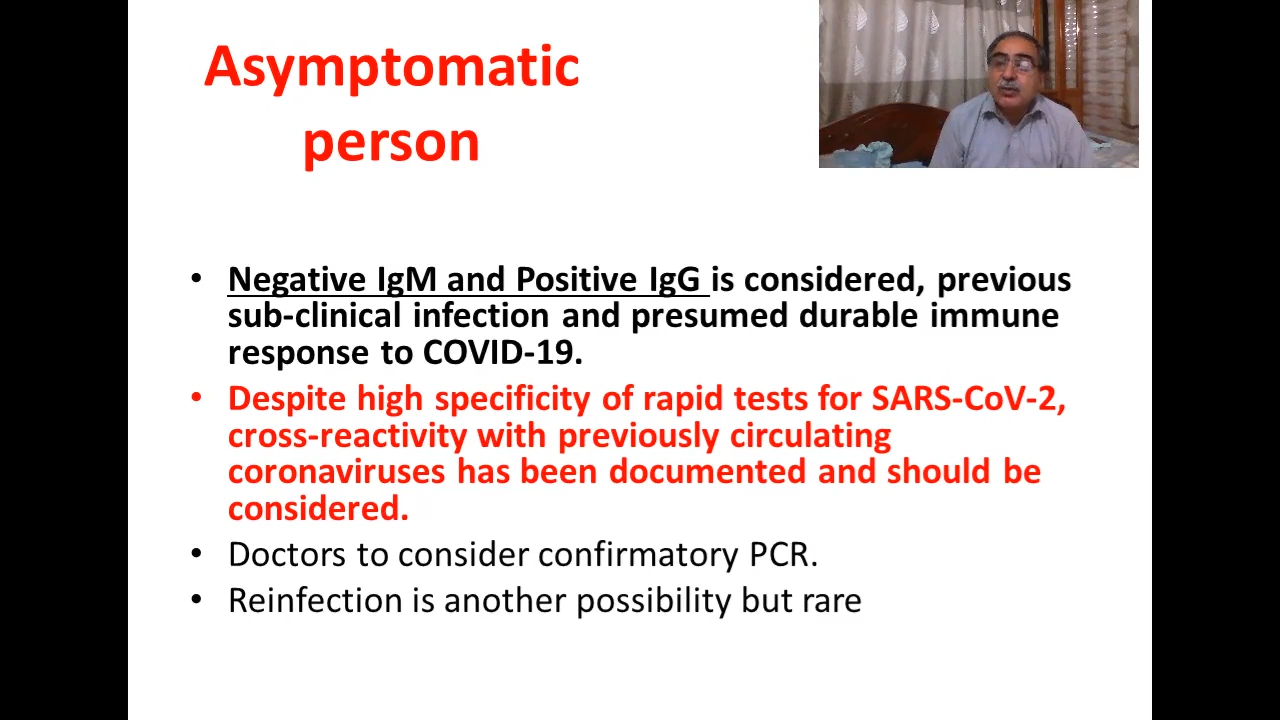 Asymptomatic
person
• Negative IgM and Positive IgG is considered, previous
sub-clinical infection and presumed durable immune
response to COVID-19.
• Despite high specificity of rapid tests for SARS-CoV-2,
cross-reactivity with previously circulating
coronaviruses has been documented and should be
considered.
• Doctors to consider confirmatory PCR.
• Reinfection is another possibility but rare